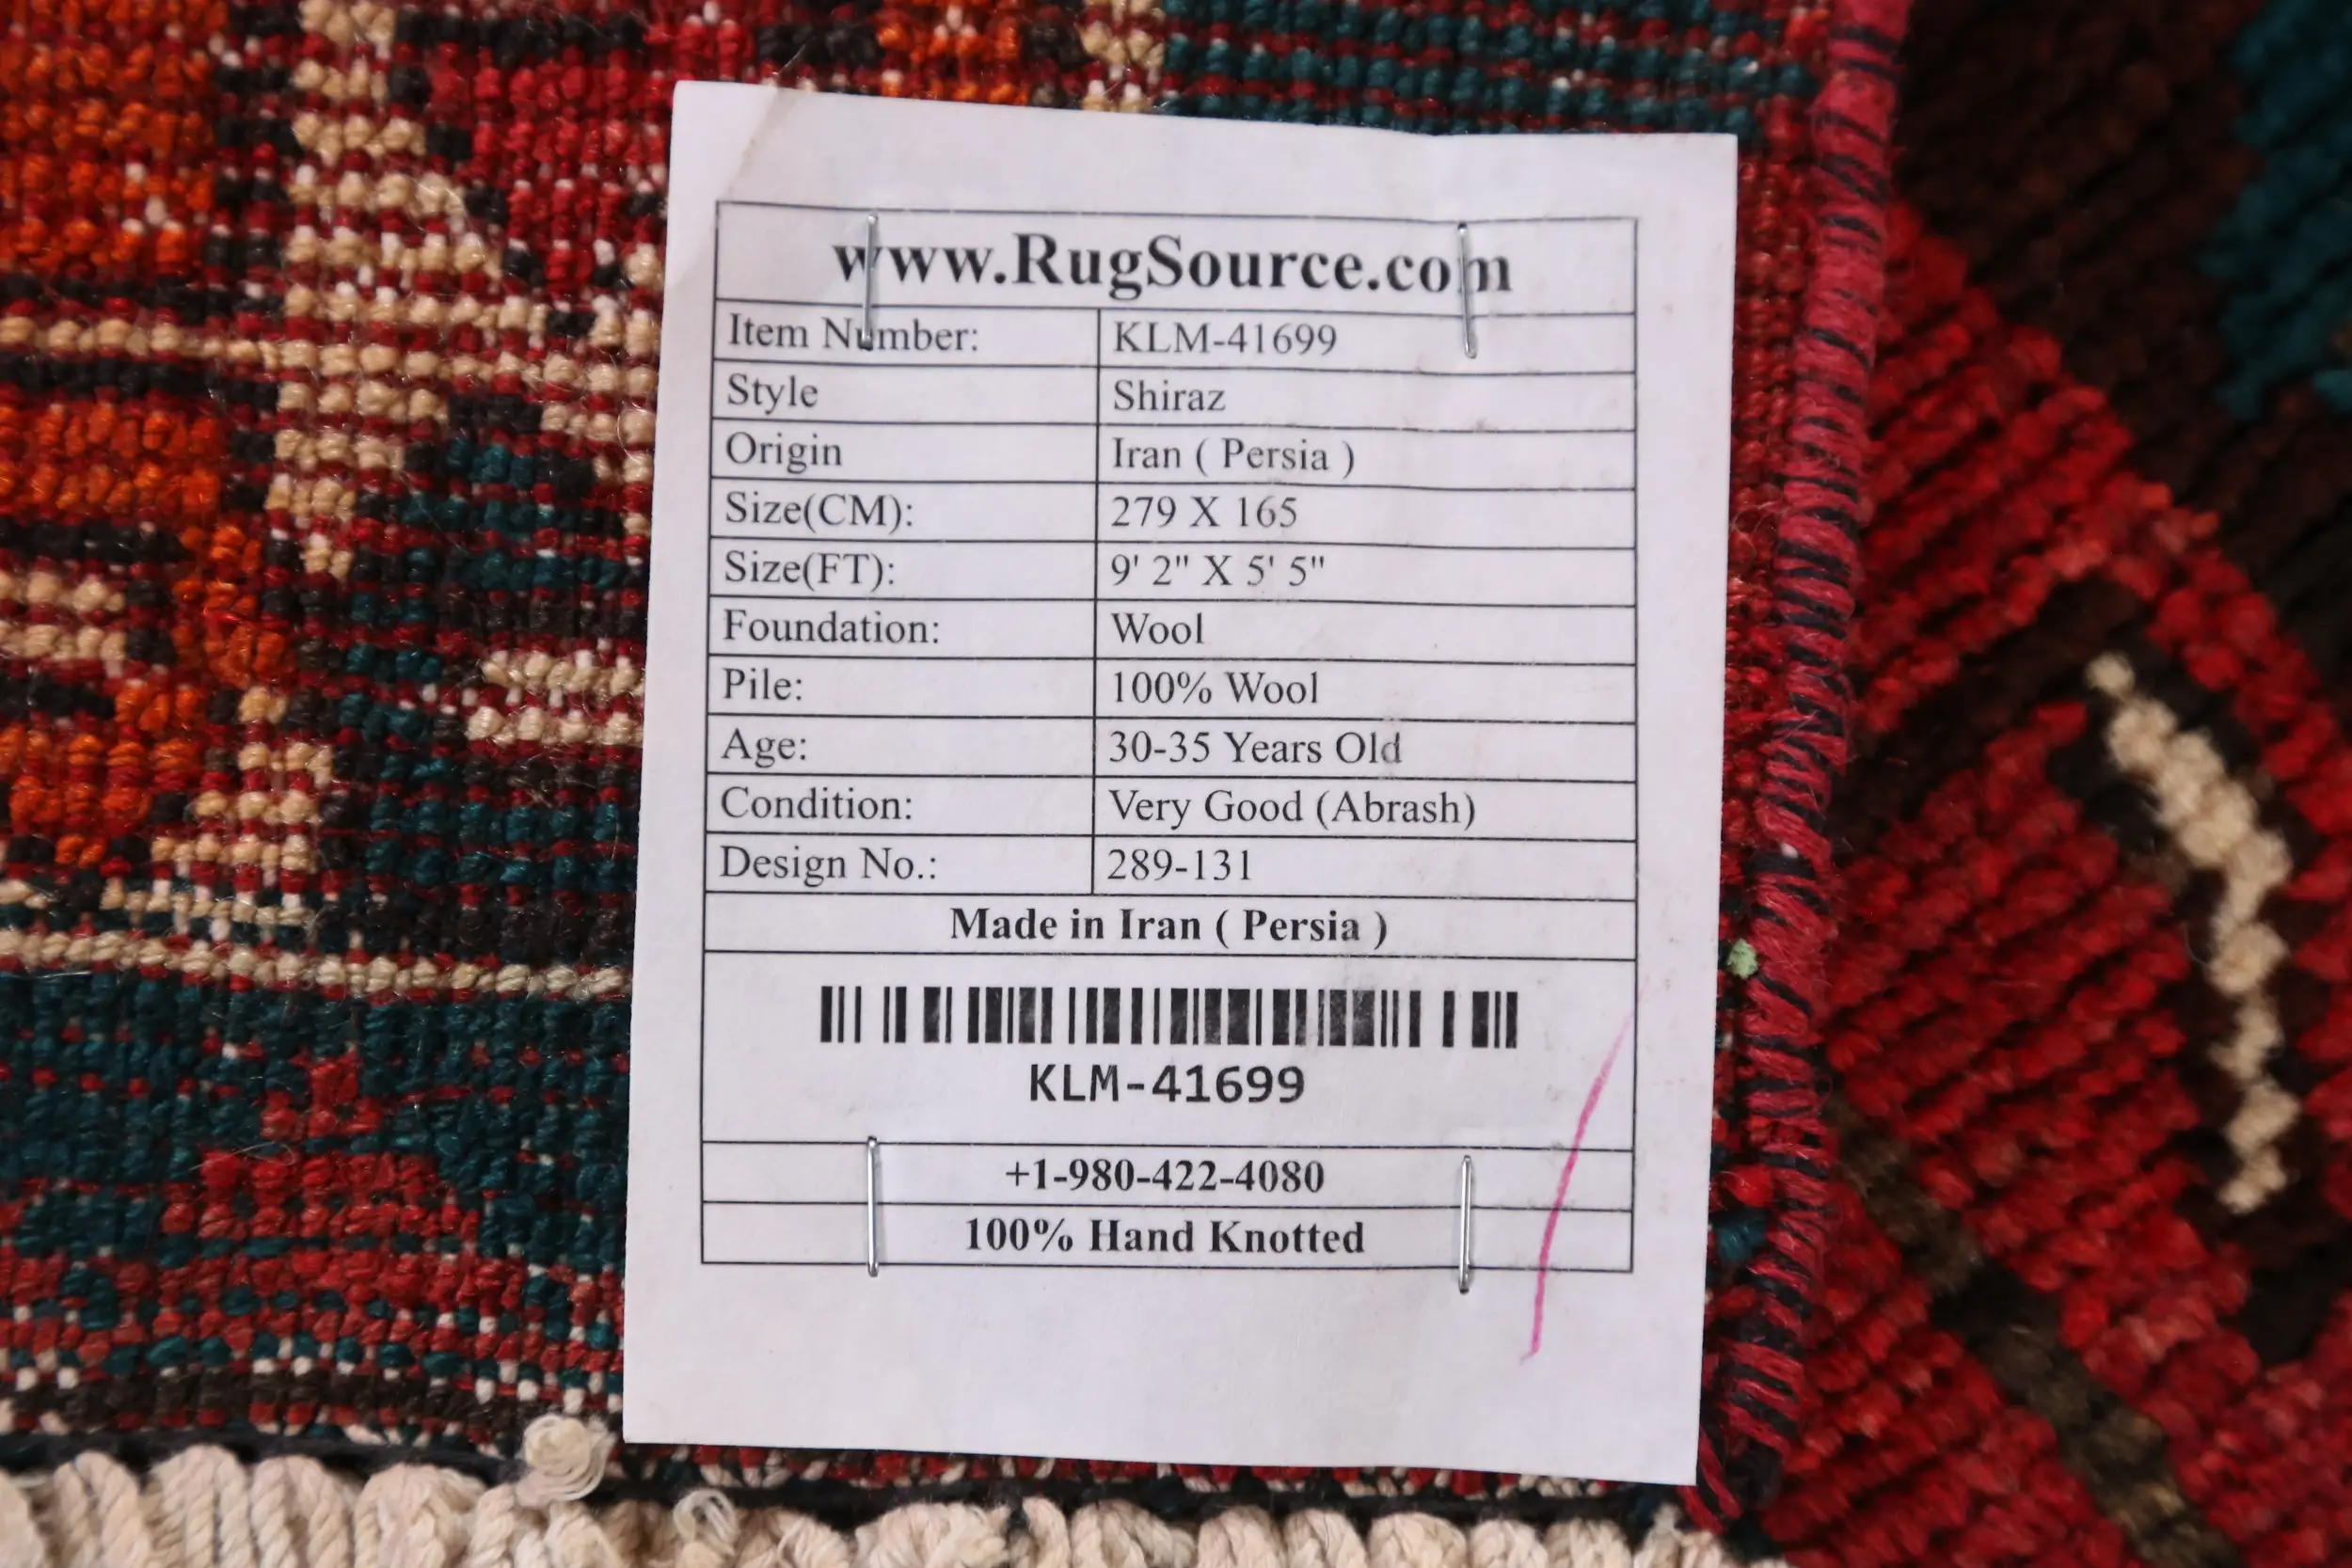 www.RugSource.com
Item Number: KLM-41699
Style Shiraz
Origin Iran ( Persia )
Size(CM): 279 X 165
Size(FT): 9' 2" X 5' 5"
Foundation: Wool
Pile: 100% Wool
Age: 30-35 Years Old
Condition: Very Good (Abrash)
Design No.: 289-131
Made in Iran ( Persia )
KLM-41699
+1-980-422-4080
100% Hand Knotted